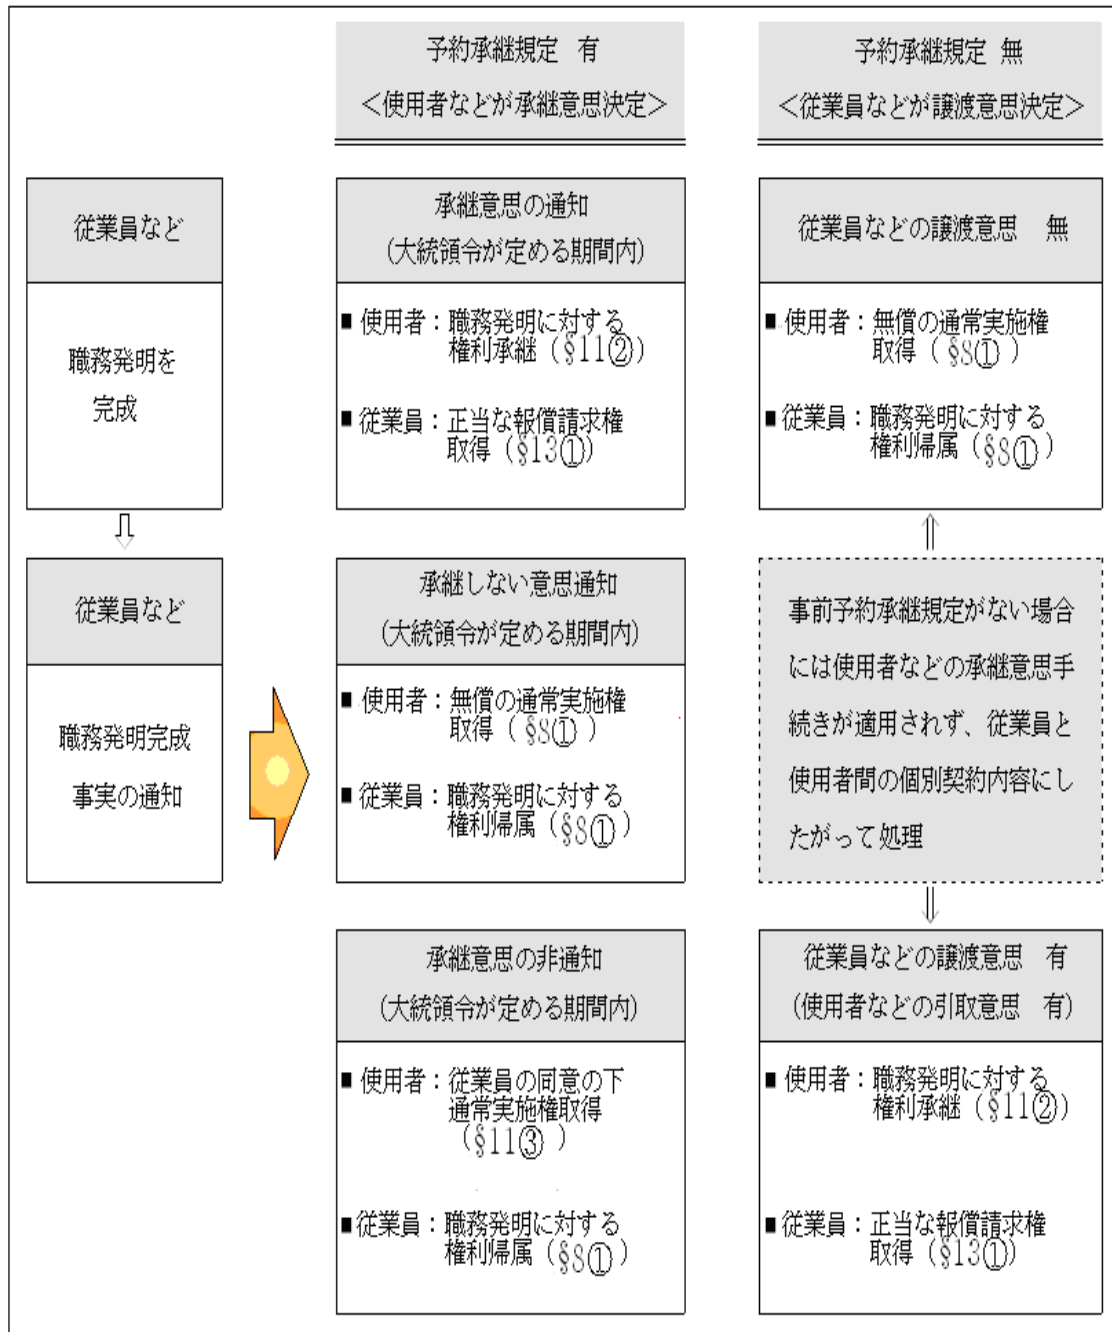 予約承継規定　有
＜使用者などが承継意思決定＞
予約承継規定 無
＜従業員などが譲渡意思決定＞
従業員など
職務発明を
完成
従業員など
職務発明完成
事実の通知
承継意思の通知
(大統領令が定める期間内)
■ 使用者：職務発明に対する
権利承継（§11②）
■ 従業員：正当な報償請求権
取得（§13①）
承継しない意思通知
(大統領令が定める期間内)
■ 使用者：無償の通常実施権
取得（§8①）
■ 従業員：職務発明に対する
権利帰属（§8①）
承継意思の非通知
(大統領令が定める期間内)
■ 使用者：従業員の同意の下
通常実施権取得
（§11③）
■従業員：職務発明に対する
権利帰属（§8①）
従業員などの譲渡意思　無
■ 使用者：無償の通常実施権
取得（§8①）
■ 従業員：職務発明に対する
権利帰属（§8①）
事前予約承継規定がない場合
には使用者などの承継意思手
続きが適用されず、従業員と
使用者間の個別契約内容にし
たがって処理
従業員などの譲渡意思　有
(使用者などの引取意思　有)
■ 使用者：職務発明に対する
権利承継（§11②）
■ 従業員：正当な報償請求権
取得（§13①）